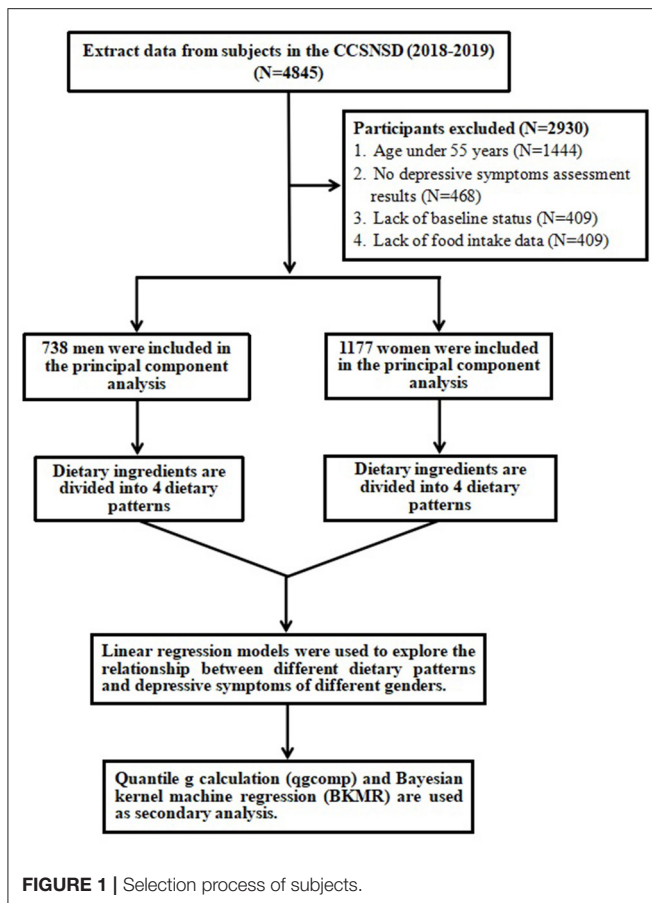 Extract data from subjects in the CCSNSD (2018-2019)
(N=4845)
Participants excluded (N=2930)
1. Age under 55 years (N=1444)
2. No depressive symptoms assessment
results (N=468)
3. Lack of baseline status (N=409)
4. Lack of food intake data (N=409)
738 men were included in
the principal component
analysis
1177 women were included
in the principal component
analysis
Dietary ingredients are
divided into 4 dietary
patterns
Dietary ingredients are
divided into 4 dietary
patterns
Linear regression models were used to explore the
relationship between different dietary patterns
and depressive symptoms of different genders.
Quantile g calculation (qgcomp) and Bayesian
kernel machine regression (BKMR) are used
as secondary analysis.
FIGURE 1 | Selection process of subjects.